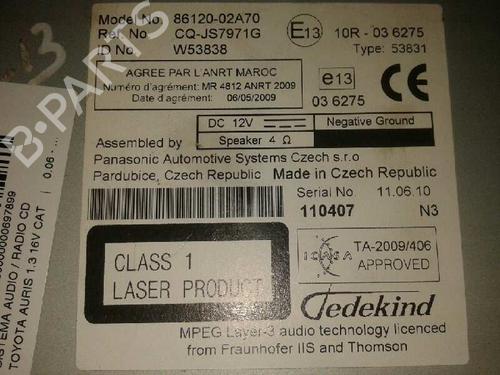 Model No. 86120-02A70
Ref. No. CQ-JS7971G
ID No W53838
E13
10R - 03 6275
Type: 53831
AGREE PAR L'ANRT MAROC
Numéro d'agrément: MR 4812 ANRT 2009
Date d'agrément: 06/05/2009
e13
03 6275
CE
DC 12V
Negative Ground
Speaker 4 Ω
Panasonic Automotive Systems Czech s.r.o
Pardubice, Czech Republic Made in Czech Republic
Serial No. 11.06.10
110407 N3
CLASS 1
LASER PRODUCT
ICASA
TA-2009/406
APPROVED
Jedekind
MPEG Layer-3 audio technology licenced
from Fraunhofer IIS and Thomson
B-PARTS
3
SISTEMA AUDIO / RADIO CD
TOYOTA AURIS 1.3 16V CAT